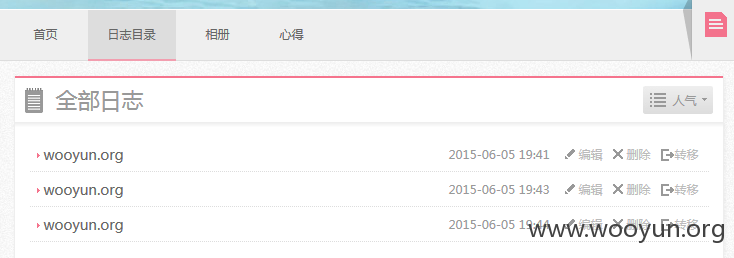 首页 日志目录 相册 心得
全部日志 人气
wooyun.org 2015-06-05 19:41 编辑 删除 转移
wooyun.org 2015-06-05 19:43 编辑 删除 转移
wooyun.org 2015-06-05 19:44 编辑 删除 转移
www.wooyun.org